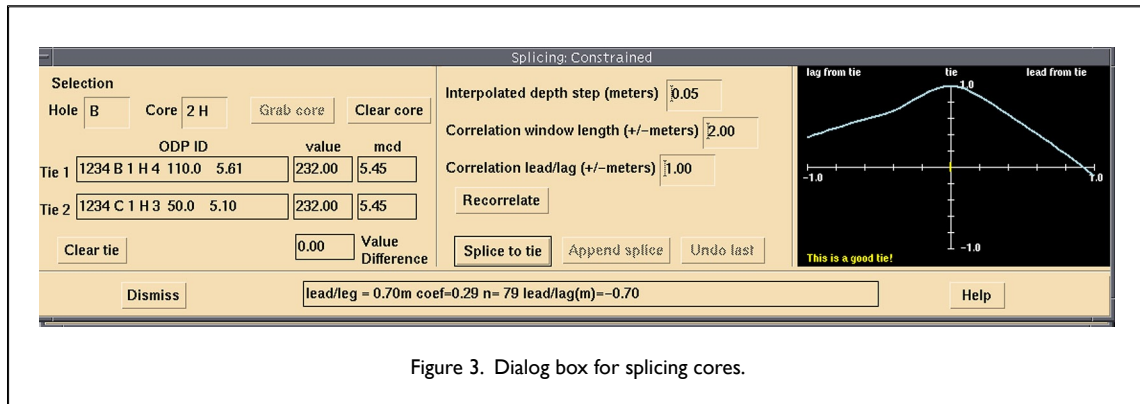 Splicing: Constrained
Selection
Hole B Core 2 H Grab core Clear core
ODP ID value mcd
Tie 1 1234 B 1 H 4 110.0 5.61 232.00 5.45
Tie 2 1234 C 1 H 3 50.0 5.10 232.00 5.45
Clear tie 0.00 Value Difference
Interpolated depth step (meters) 0.05
Correlation window length (+/-meters) 2.00
Correlation lead/lag (+/-meters) 1.00
Recorrelate
Splice to tie Append splice Undo last
lag from tie tie lead from tie
1.0
-1.0 1.0
-1.0
This is a good tie!
Dismiss lead/leg = 0.70m coef=0.29 n= 79 lead/lag(m)=-0.70 Help
Figure 3. Dialog box for splicing cores.